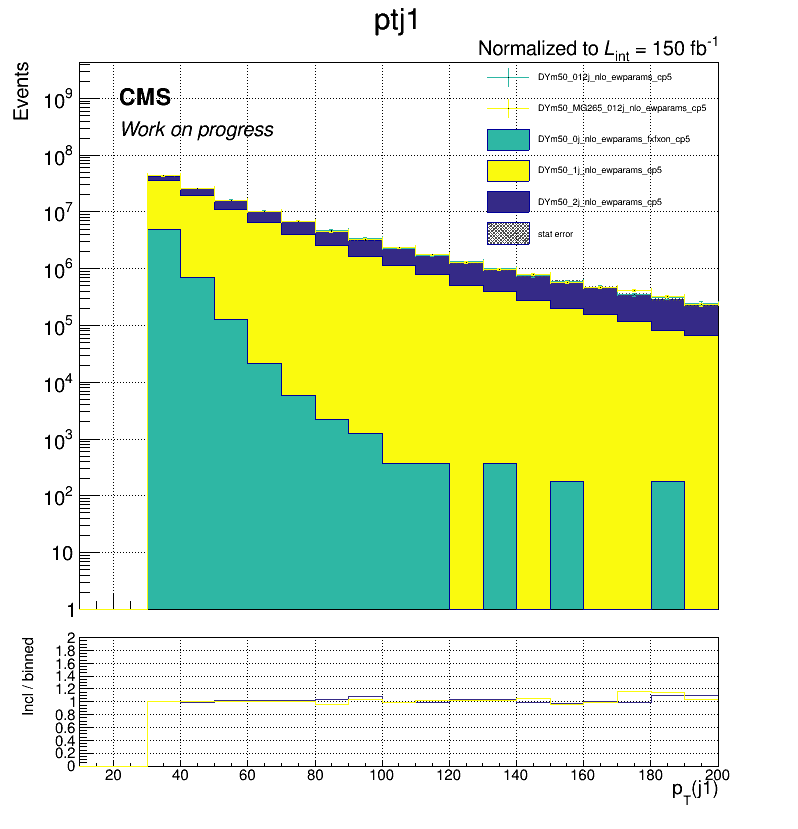 ptj1
Normalized to L_int = 150 fb^-1
Events
CMS
Work on progress
DYm50_012j_nlo_ewparams_cp5
DYm50_MG265_012j_nlo_ewparams_cp5
DYm50_0j_nlo_ewparams_fxfxon_cp5
DYm50_1j_nlo_ewparams_cp5
DYm50_2j_nlo_ewparams_cp5
stat error
10^9
10^8
10^7
10^6
10^5
10^4
10^3
10^2
10
1
Incl / binned
2
1.8
1.6
1.4
1.2
1
0.8
0.6
0.4
0.2
0
20 40 60 80 100 120 140 160 180 200
p_T(j1)